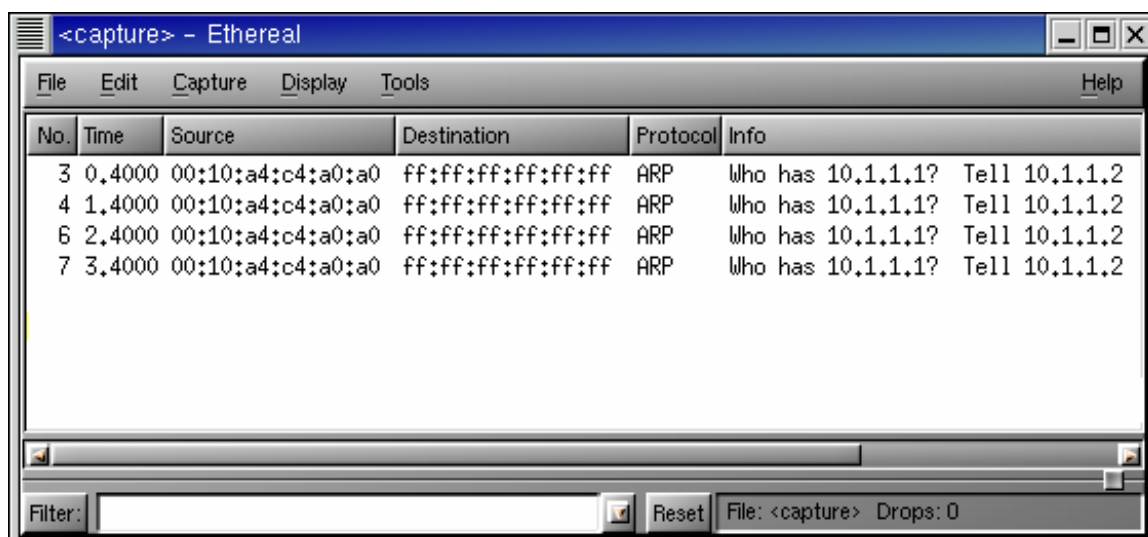 <capture> – Ethereal
File Edit Capture Display Tools Help
No. Time Source Destination Protocol Info
3 0.4000 00:10:a4:c4:a0:a0 ff:ff:ff:ff:ff:ff ARP Who has 10.1.1.1? Tell 10.1.1.2
4 1.4000 00:10:a4:c4:a0:a0 ff:ff:ff:ff:ff:ff ARP Who has 10.1.1.1? Tell 10.1.1.2
6 2.4000 00:10:a4:c4:a0:a0 ff:ff:ff:ff:ff:ff ARP Who has 10.1.1.1? Tell 10.1.1.2
7 3.4000 00:10:a4:c4:a0:a0 ff:ff:ff:ff:ff:ff ARP Who has 10.1.1.1? Tell 10.1.1.2
Filter: Reset File: <capture> Drops: 0